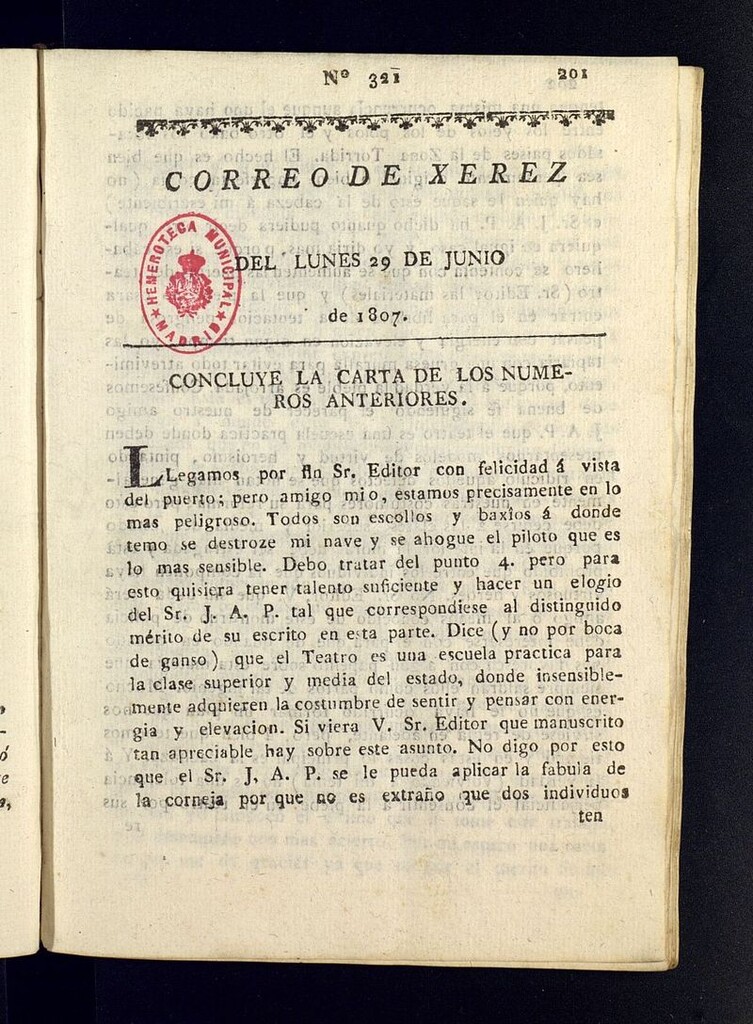 Nº 321 201
CORREO DE XEREZ
DEL LUNES 29 DE JUNIO
de 1807.
HEMEROTECA MUNICIPAL
MADRID
CONCLUYE LA CARTA DE LOS NUME-
ROS ANTERIORES.
LLegamos por fin Sr. Editor con felicidad á vista
del puerto; pero amigo mio, estamos precisamente en lo
mas peligroso. Todos son escollos y baxîos á donde
temo se destroze mi nave y se ahogue el piloto que es
lo mas sensible. Debo tratar del punto 4. pero para
esto quisiera tener talento suficiente y hacer un elogio
del Sr. J. A. P. tal que correspondiese al distinguido
mérito de su escrito en esta parte. Dice (y no por boca
de ganso) que el Teatro es una escuela practica para
la clase superior y media del estado, donde insensible-
mente adquieren la costumbre de sentir y pensar con ener-
gia y elevacion. Si viera V. Sr. Editor que manuscrito
tan apreciable hay sobre este asunto. No digo por esto
que el Sr. J, A. P. se le pueda aplicar la fabula de
la corneja por que no es extraño que dos individuos
ten